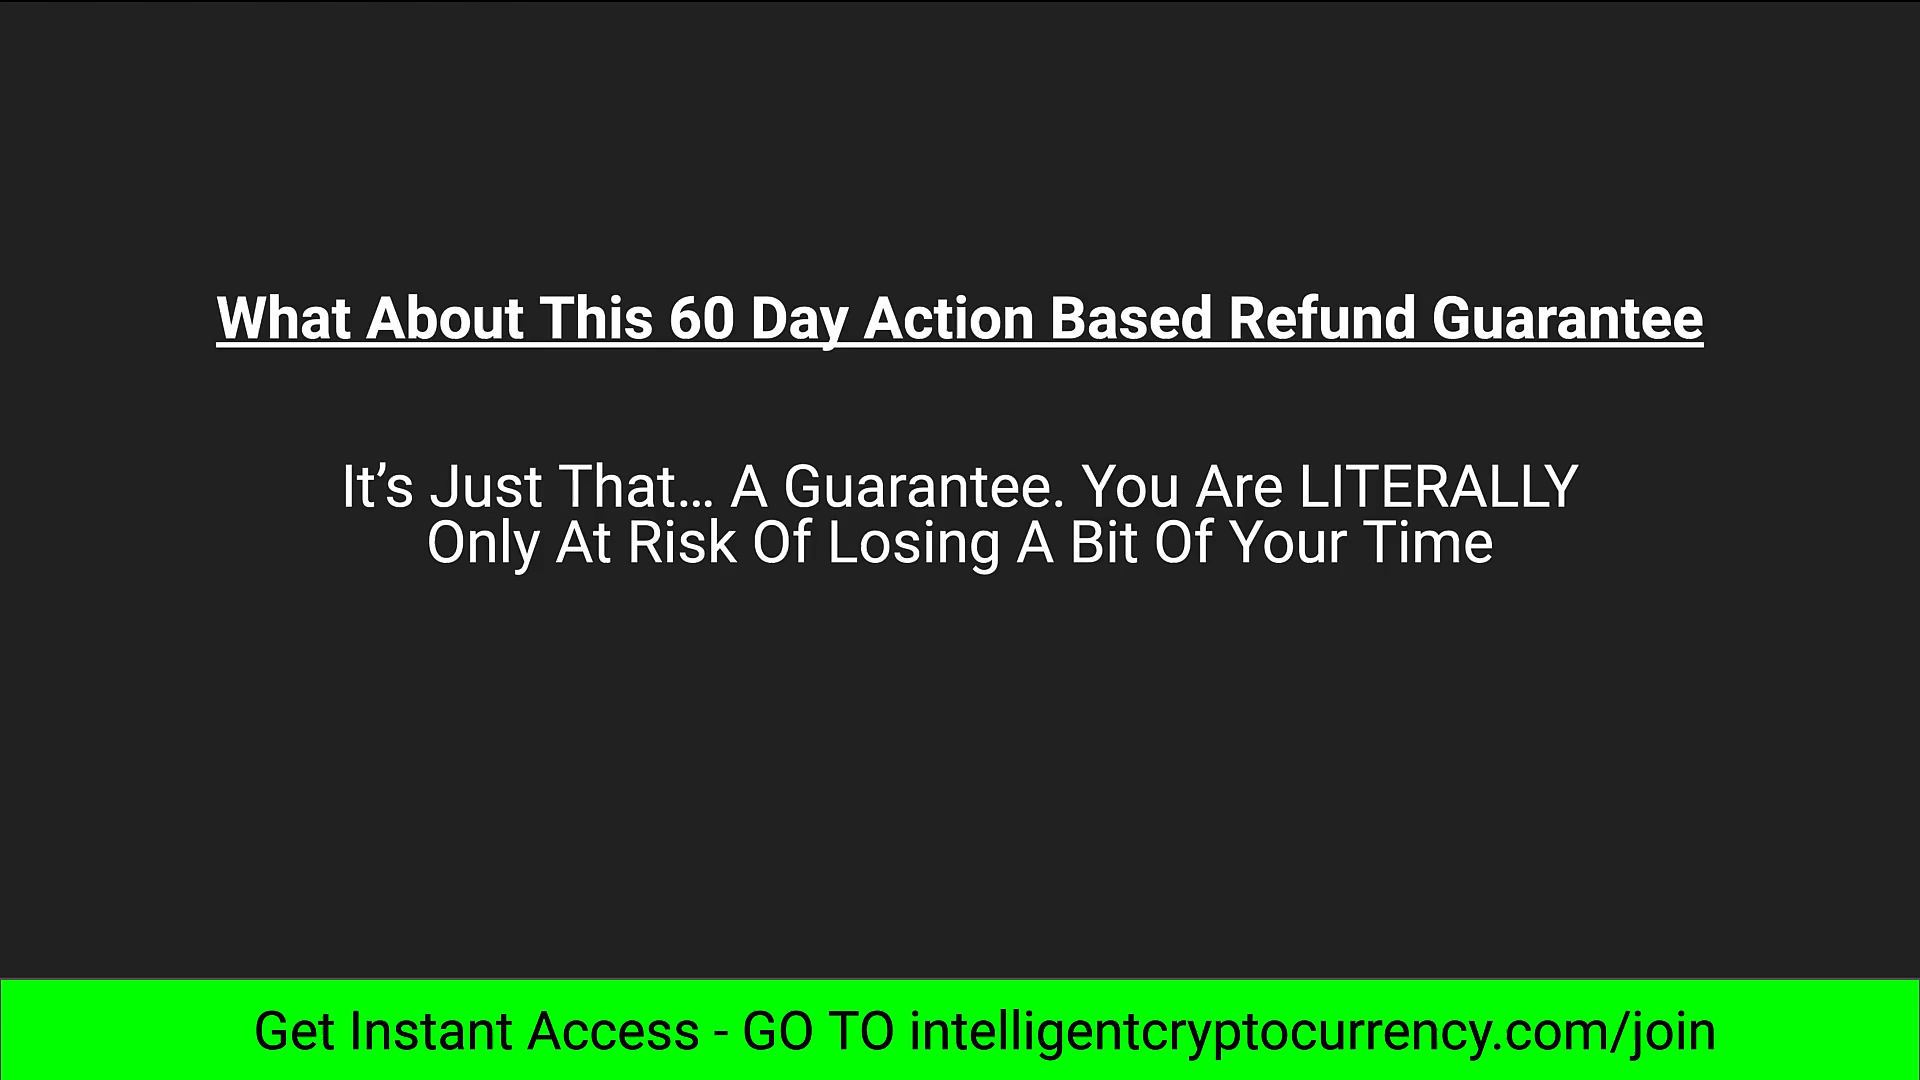 What About This 60 Day Action Based Refund Guarantee
It’s Just That… A Guarantee. You Are LITERALLY
Only At Risk Of Losing A Bit Of Your Time
Get Instant Access - GO TO intelligentcryptocurrency.com/join